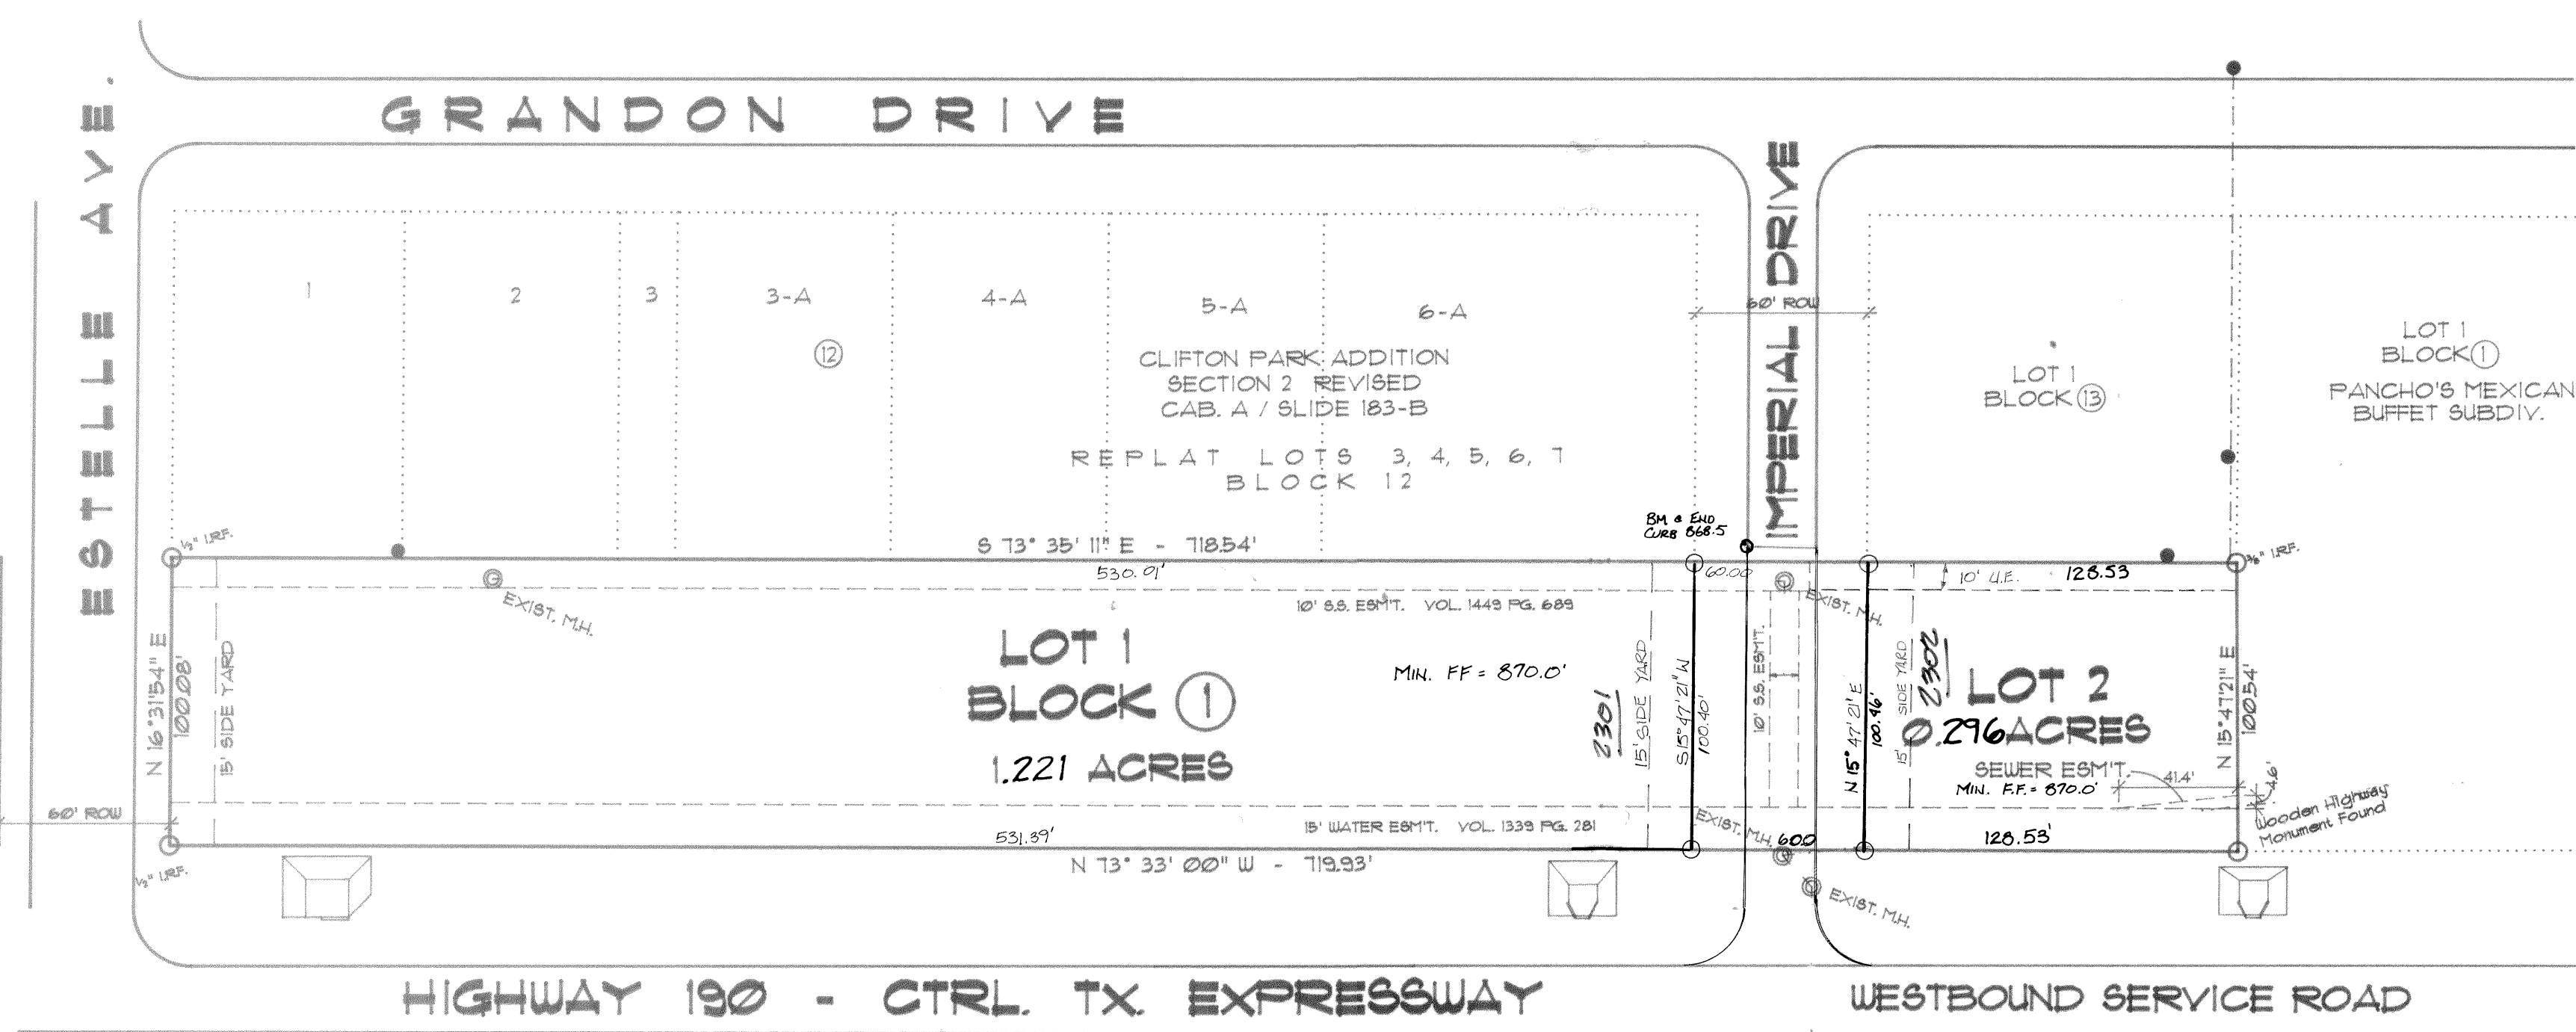 GRANDON DRIVE
ESTELLE AVE.
IMPERIAL DRIVE
1
2
3
3-A
4-A
5-A
6-A
12
60' ROW
CLIFTON PARK ADDITION
SECTION 2 REVISED
CAB. A / SLIDE 183-B
REPLAT LOTS 3, 4, 5, 6, 7
BLOCK 12
LOT 1
BLOCK 13
LOT 1
BLOCK 1
PANCHO'S MEXICAN
BUFFET SUBDIV.
BM @ END
CURB 868.5
1/2" I.R.F.
S 73° 35' 11" E - 718.54'
530.01'
60.00
10' U.E.
128.53
3/8" I.R.F.
EXIST. M.H.
10' S.S. ESM'T. VOL. 1449 PG. 689
EXIST. M.H.
N 16°31'54" E
100.08'
15' SIDE YARD
LOT 1
BLOCK 1
1.221 ACRES
MIN. FF = 870.0'
2301
15' SIDE YARD
S 15° 47' 21" W
100.40'
10' S.S. ESM'T.
N 15° 47' 21" E
100.46'
15' SIDE YARD
2302
LOT 2
0.296 ACRES
SEWER ESM'T.
MIN. F.F. = 870.0'
41.4'
4.6'
N 15°47'21" E
100.54'
Wooden Highway
Monument Found
60' ROW
15' WATER ESM'T. VOL. 1339 PG. 281
EXIST. M.H.
531.39'
60.0
128.53'
N 73° 33' 00" W - 719.93'
1/2" I.R.F.
EXIST. M.H.
HIGHWAY 190 - CTRL. TX. EXPRESSWAY
WESTBOUND SERVICE ROAD